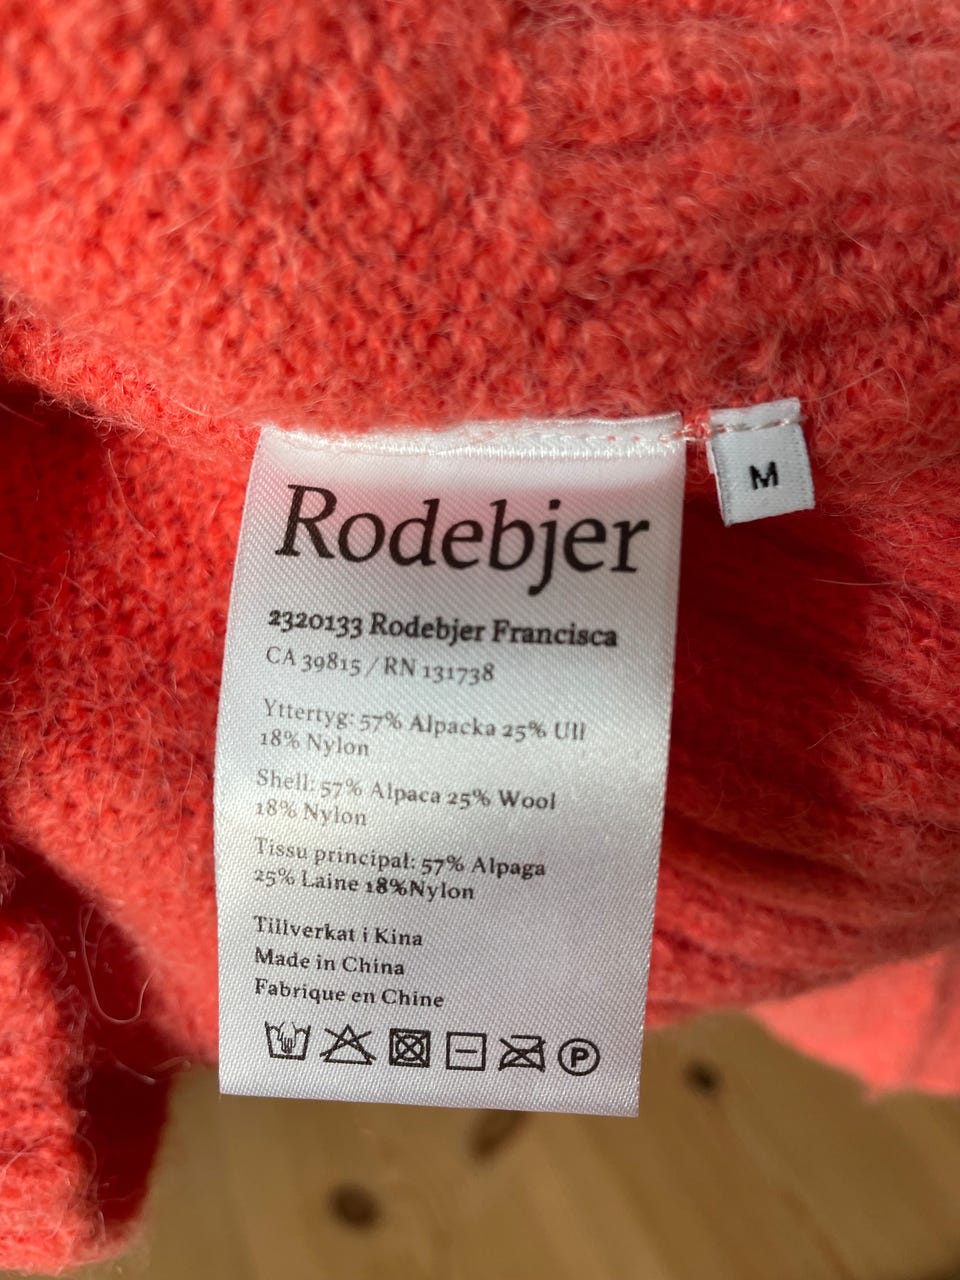 Rodebjer
M
2320133 Rodebjer Francisca
CA 39815 / RN 131738
Yttertyg: 57% Alpacka 25% Ull
18% Nylon
Shell: 57% Alpaca 25% Wool
18% Nylon
Tissu principal: 57% Alpaga
25% Laine 18%Nylon
Tillverkat i Kina
Made in China
Fabrique en Chine
P